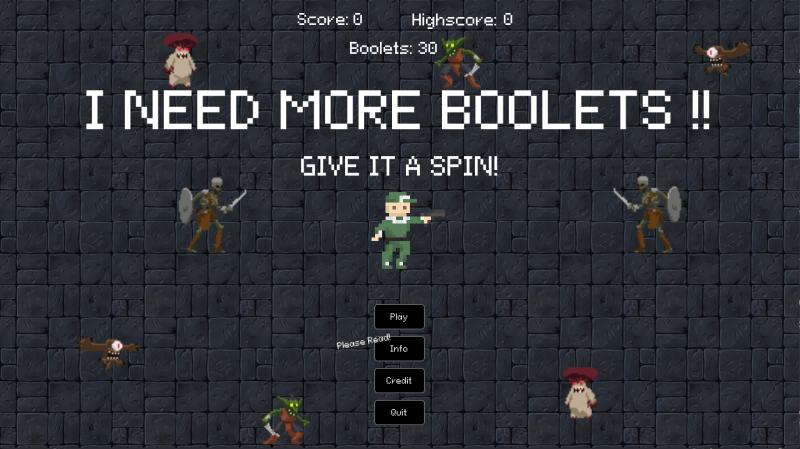 Score: 0 Highscore: 0
Boolets: 30
I NEED MORE BOOLETS !!
GIVE IT A SPIN!
Play
Please Read!
Info
Credit
Quit